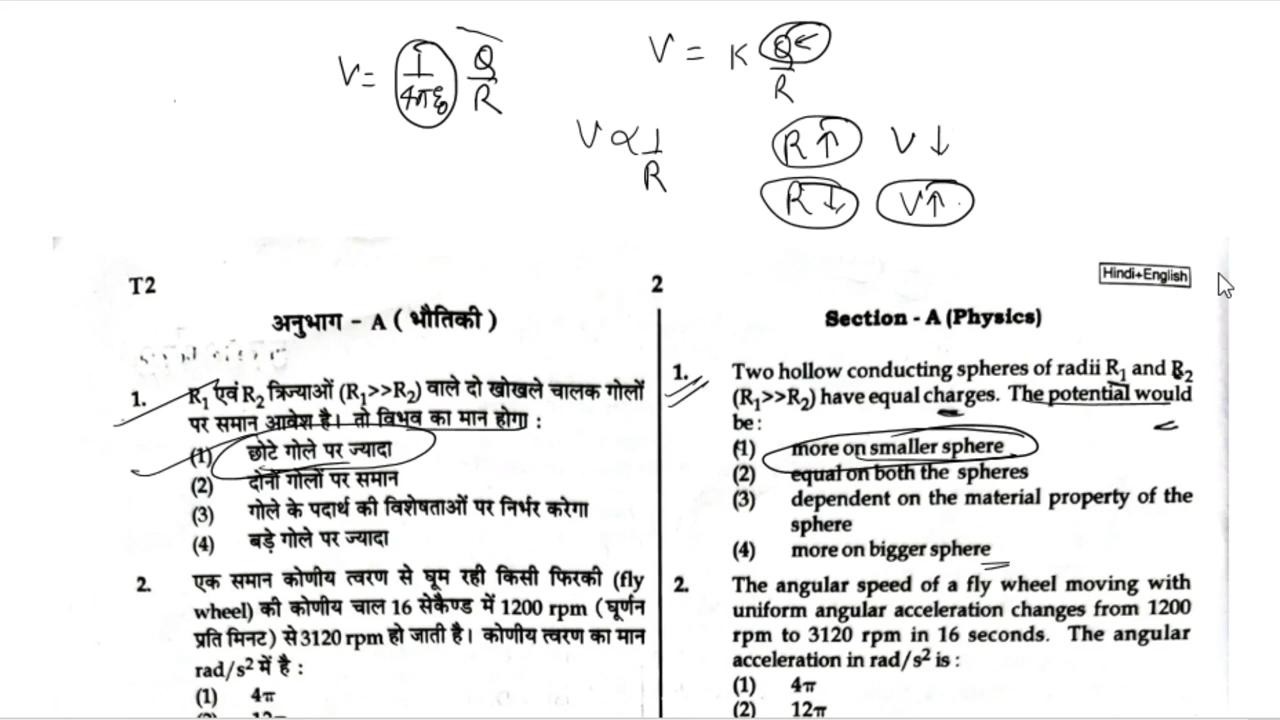 V = 1/4πε₀ Q/R
V = K Q/R
V ∝ 1/R
R↑ V↓
R↓ V↑
T2
2
Hindi+English
अनुभाग - A ( भौतिकी )
1. R₁ एवं R₂ त्रिज्याओं (R₁>>R₂) वाले दो खोखले चालक गोलों
पर समान आवेश है। तो विभव का मान होगा :
(1) छोटे गोले पर ज्यादा
(2) दोनों गोलों पर समान
(3) गोले के पदार्थ की विशेषताओं पर निर्भर करेगा
(4) बड़े गोले पर ज्यादा
2. एक समान कोणीय त्वरण से घूम रही किसी फिरकी (fly
wheel) की कोणीय चाल 16 सेकैण्ड में 1200 rpm (घूर्णन
प्रति मिनट) से 3120 rpm हो जाती है। कोणीय त्वरण का मान
rad/s² में है :
(1) 4π
Section - A (Physics)
1. Two hollow conducting spheres of radii R₁ and R₂
(R₁>>R₂) have equal charges. The potential would
be :
(1) more on smaller sphere
(2) equal on both the spheres
(3) dependent on the material property of the
sphere
(4) more on bigger sphere
2. The angular speed of a fly wheel moving with
uniform angular acceleration changes from 1200
rpm to 3120 rpm in 16 seconds. The angular
acceleration in rad/s² is :
(1) 4π
(2) 12π